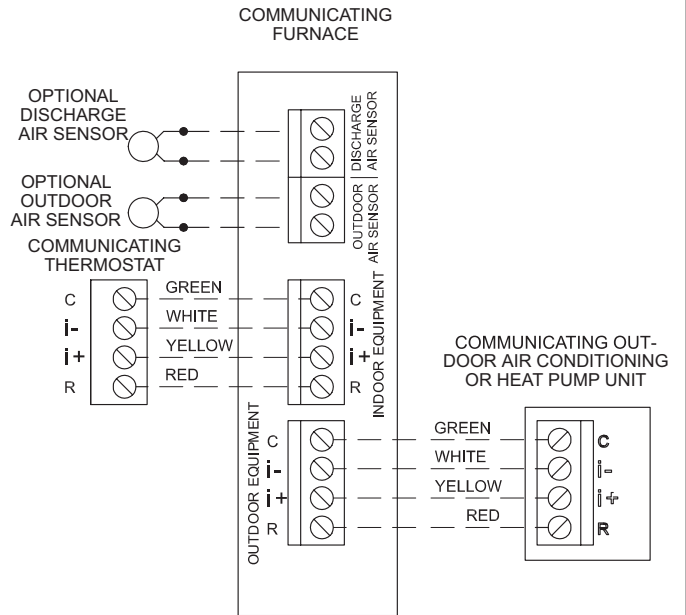 COMMUNICATING
FURNACE
OPTIONAL
DISCHARGE
AIR SENSOR
DISCHARGE
AIR SENSOR
OPTIONAL
OUTDOOR
AIR SENSOR
OUTDOOR
AIR SENSOR
COMMUNICATING
THERMOSTAT
C
GREEN
C
i-
WHITE
i-
i+
YELLOW
i+
R
RED
R
INDOOR EQUIPMENT
COMMUNICATING OUT-
DOOR AIR CONDITIONING
OR HEAT PUMP UNIT
OUTDOOR EQUIPMENT
C
GREEN
C
i-
WHITE
i-
i+
YELLOW
i+
R
RED
R